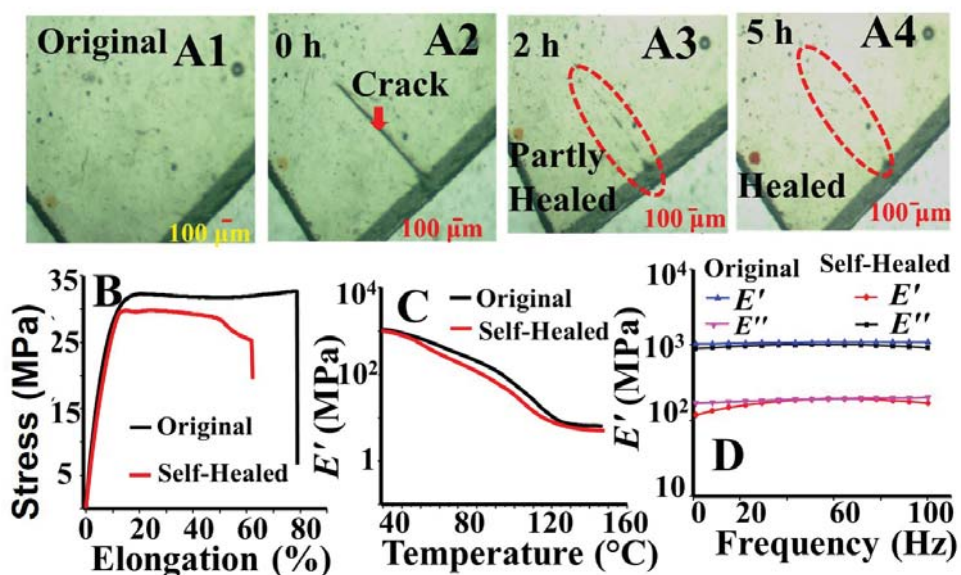 Original A1
100 µm
0 h A2
Crack
100 µm
2 h A3
Partly
Healed
100 µm
5 h A4
Healed
100 µm
B
Stress (MPa)
35
25
15
5
0 20 40 60 80
Elongation (%)
Original
Self-Healed
C
E' (MPa)
10⁴
10²
1
40 80 120 160
Temperature (°C)
Original
Self-Healed
D
Original Self-Healed
E' E'
E'' E''
E' (MPa)
10⁴
10³
10²
10
0 20 60 100
Frequency (Hz)